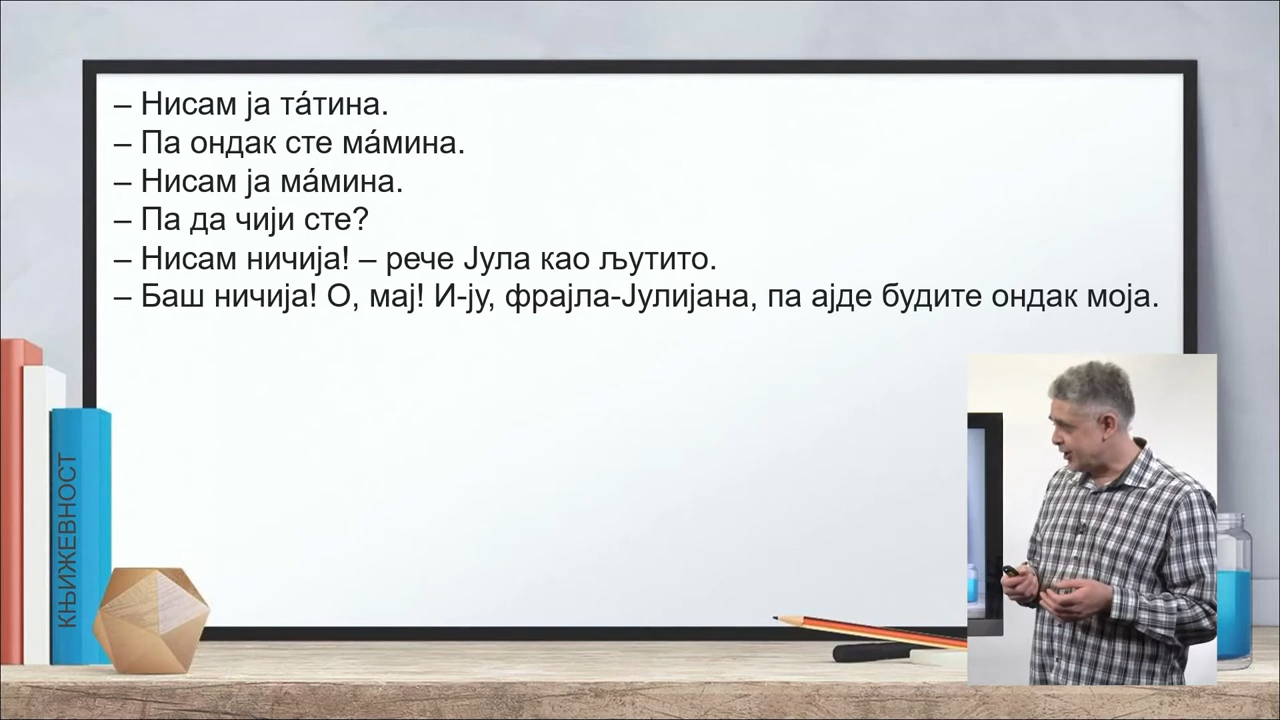 – Нисам ја та́тина.
– Па ондак сте ма́мина.
– Нисам ја ма́мина.
– Па да чији сте?
– Нисам ничија! – рече Јула као љутито.
– Баш ничија! О, мај! И-ју, фрајла-Јулијана, па ајде будите ондак моја.
КЊИЖЕВНОСТ